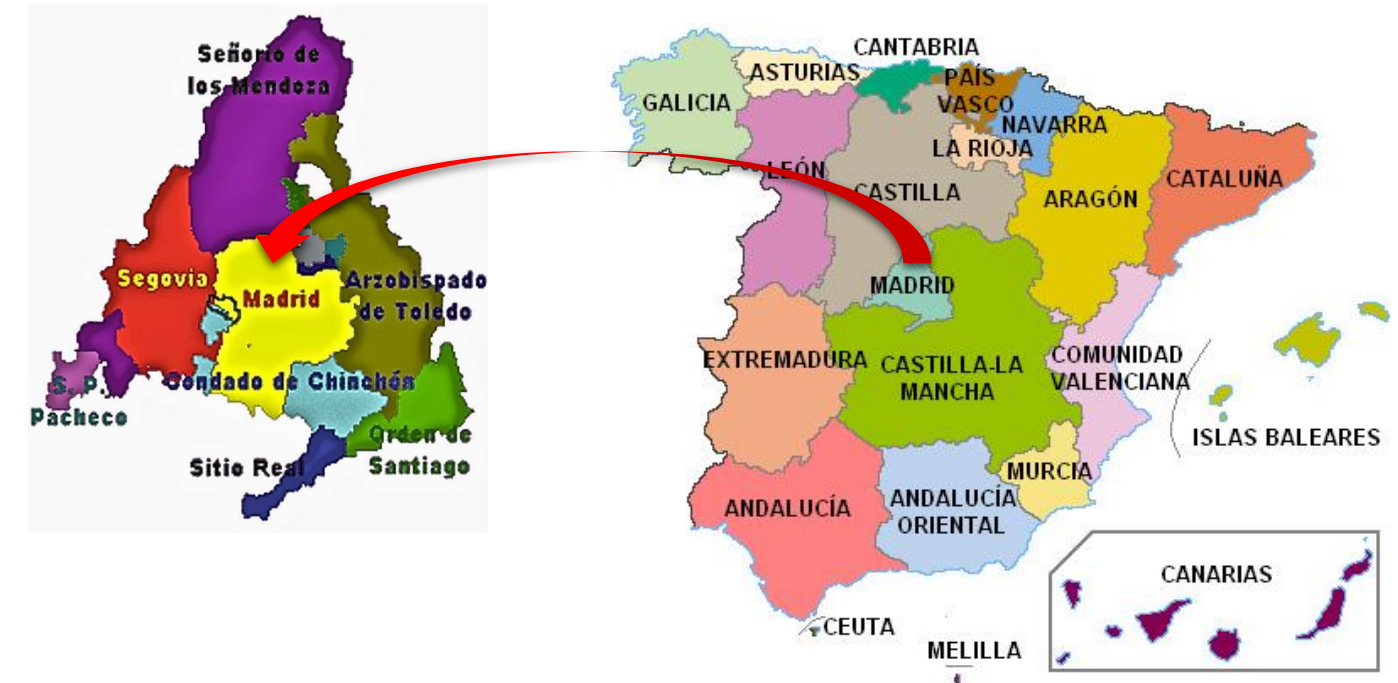 Señorio de
los Mendoza
Segovia
Madrid
Arzobispado
de Toledo
S. P.
Pacheco
Condado de Chinchón
Orden de
Santiago
Sitio Real
CANTABRIA
ASTURIAS
PAÍS
VASCO
GALICIA
NAVARRA
LA RIOJA
LEÓN
CASTILLA
ARAGÓN
CATALUÑA
MADRID
EXTREMADURA
CASTILLA-LA
MANCHA
COMUNIDAD
VALENCIANA
ISLAS BALEARES
MURCIA
ANDALUCÍA
ANDALUCÍA
ORIENTAL
CANARIAS
CEUTA
MELILLA